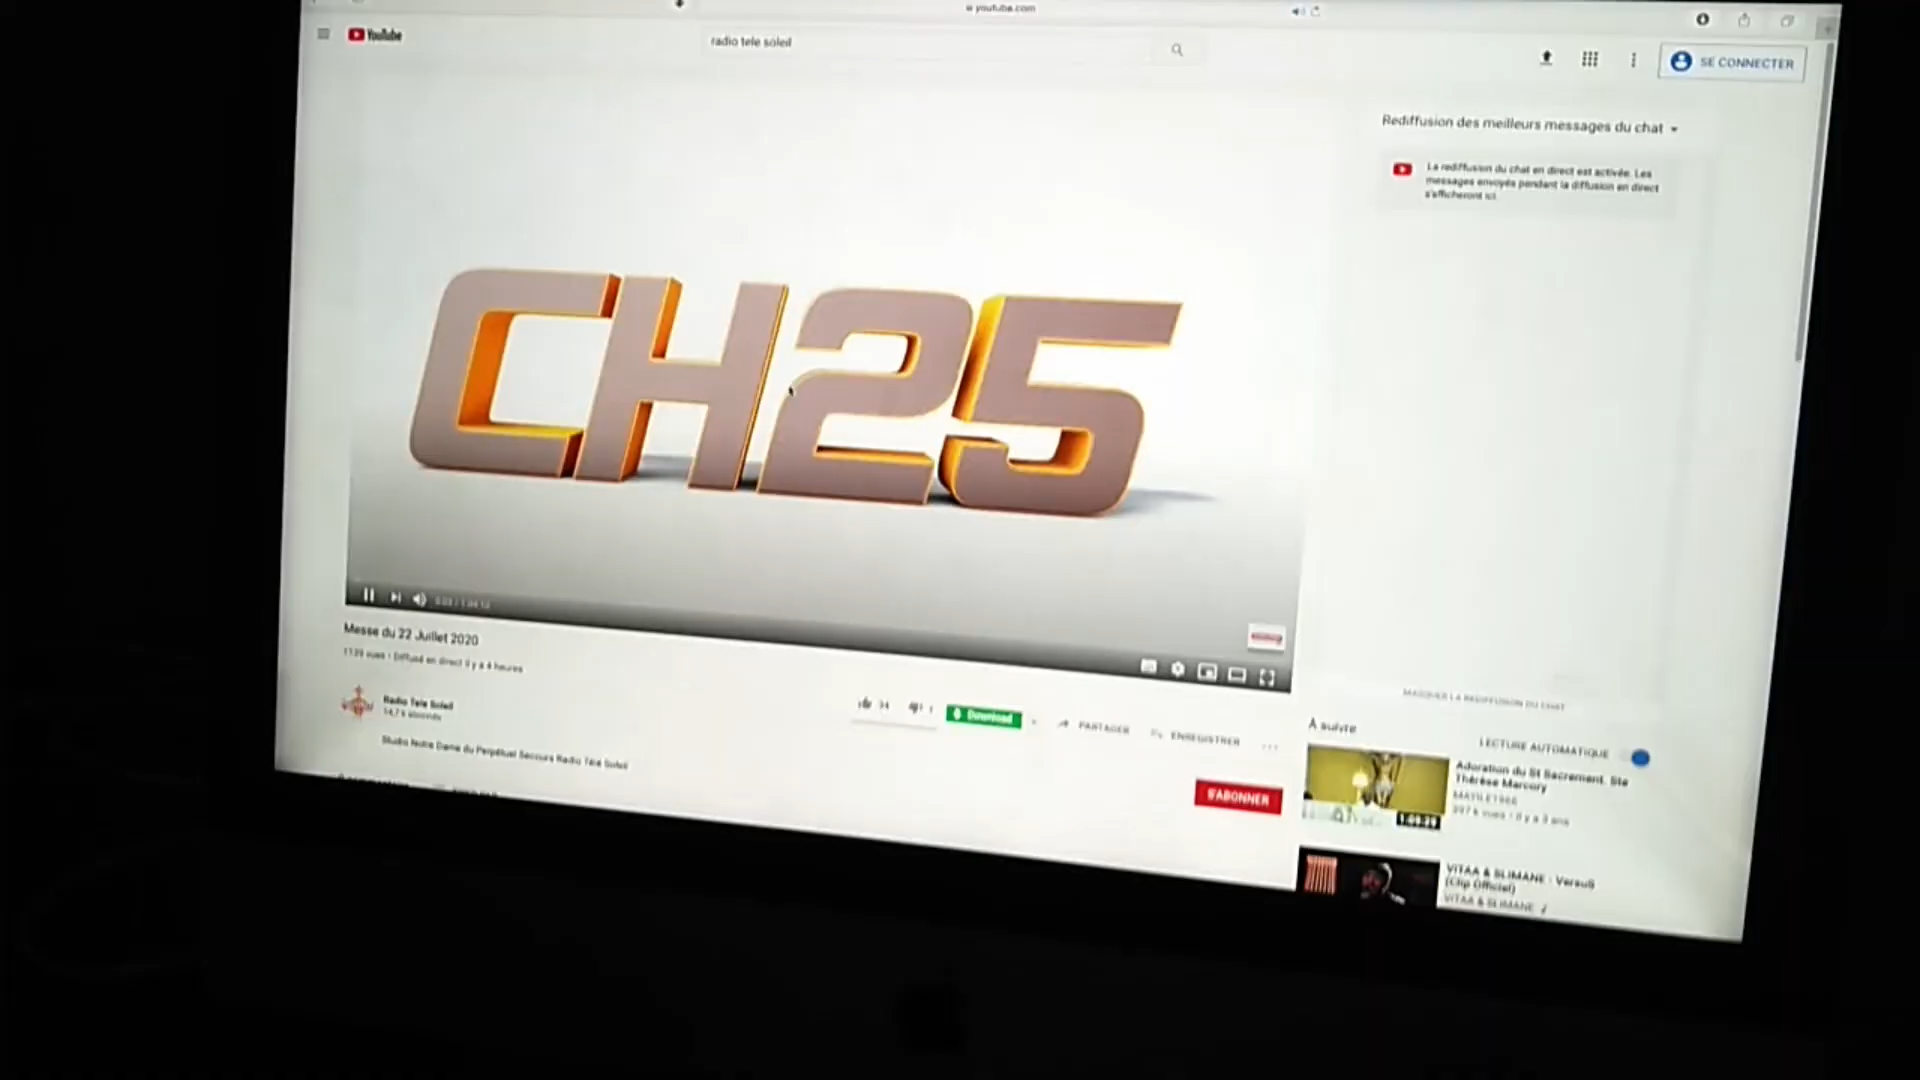 youtube.com
YouTube
radio tele soleil
SE CONNECTER
Rediffusion des meilleurs messages du chat
La rediffusion du chat en direct est activée. Les
messages envoyés pendant la diffusion en direct
s'afficheront ici.
CH25
Messe du 22 Juillet 2020
1139 vues • Diffusé en direct il y a 4 heures
Radio Tele Soleil
14,7 k abonnés
34
1
Download
PARTAGER
ENREGISTRER
Studio Notre Dame du Perpétuel Secours Radio Télé Soleil
S'ABONNER
MASQUER LA REDIFFUSION DU CHAT
À suivre
LECTURE AUTOMATIQUE
Adoration du St Sacrement. Ste
Thérèse Marcory
il y a 3 ans
VITAA & SLIMANE - VersuS
(Clip Officiel)
VITAA & SLIMANE